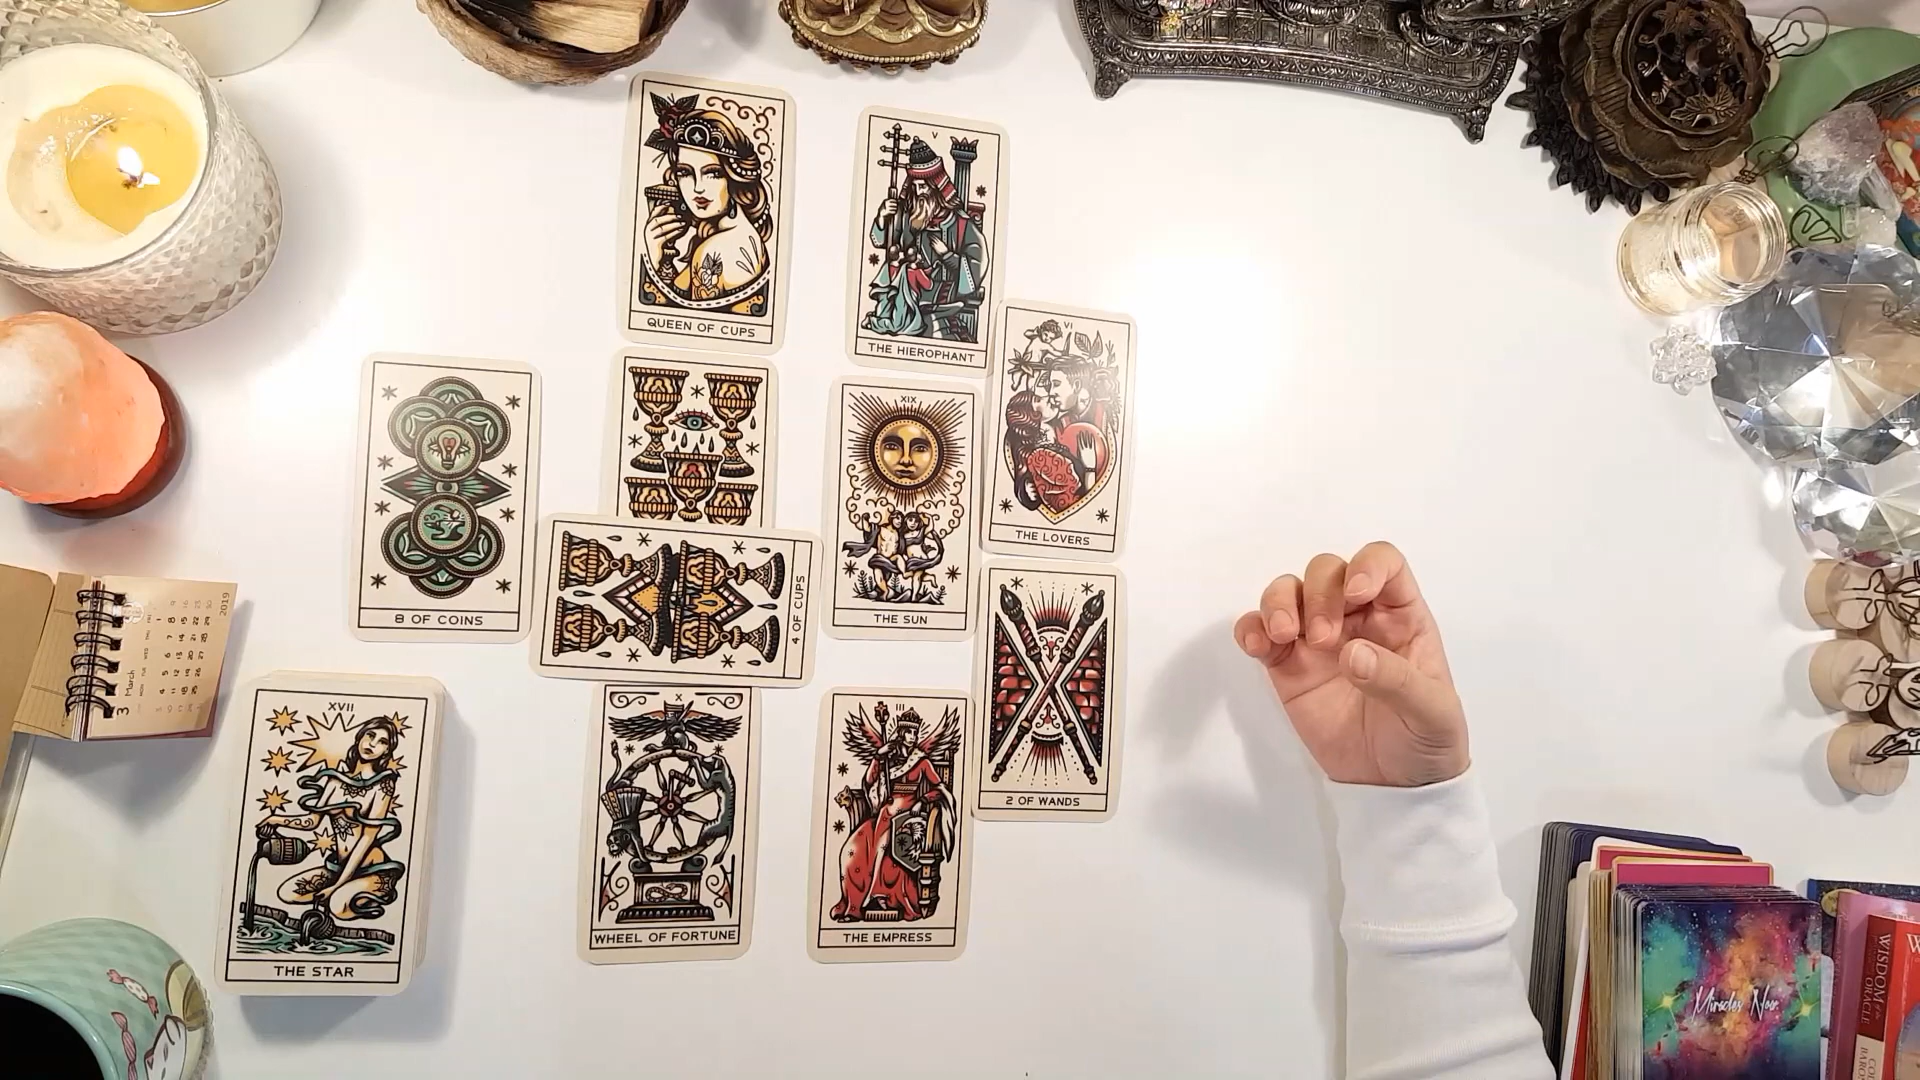 QUEEN OF CUPS
V
THE HIEROPHANT
VI
THE LOVERS
8 OF COINS
XIX
THE SUN
4 OF CUPS
2 OF WANDS
XVII
THE STAR
X
WHEEL OF FORTUNE
III
THE EMPRESS
3 March
2019
Miracles Now
WISDOM
ORACLE